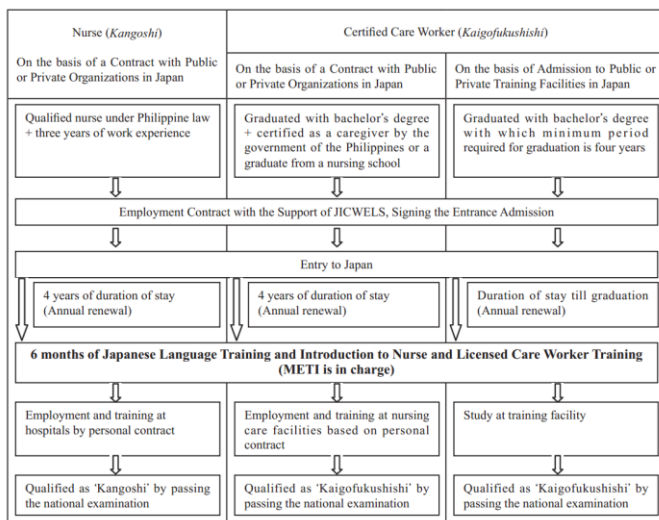 Nurse (Kangoshi)
On the basis of a Contract with Public
or Private Organizations in Japan
Certified Care Worker (Kaigofukushishi)
On the basis of a Contract with Public
or Private Organizations in Japan
On the basis of Admission to Public or
Private Training Facilities in Japan
Qualified nurse under Philippine law
+ three years of work experience
Graduated with bachelor's degree
+ certified as a caregiver by the
government of the Philippines or a
graduate from a nursing school
Graduated with bachelor's degree
with which minimum period
required for graduation is four years
Employment Contract with the Support of JICWELS, Signing the Entrance Admission
Entry to Japan
4 years of duration of stay
(Annual renewal)
4 years of duration of stay
(Annual renewal)
Duration of stay till graduation
(Annual renewal)
6 months of Japanese Language Training and Introduction to Nurse and Licensed Care Worker Training
(METI is in charge)
Employment and training at
hospitals by personal contract
Employment and training at nursing
care facilities based on personal
contract
Study at training facility
Qualified as 'Kangoshi' by passing
the national examination
Qualified as 'Kaigofukushishi' by
passing the national examination
Qualified as 'Kaigofukushishi' by
passing the national examination